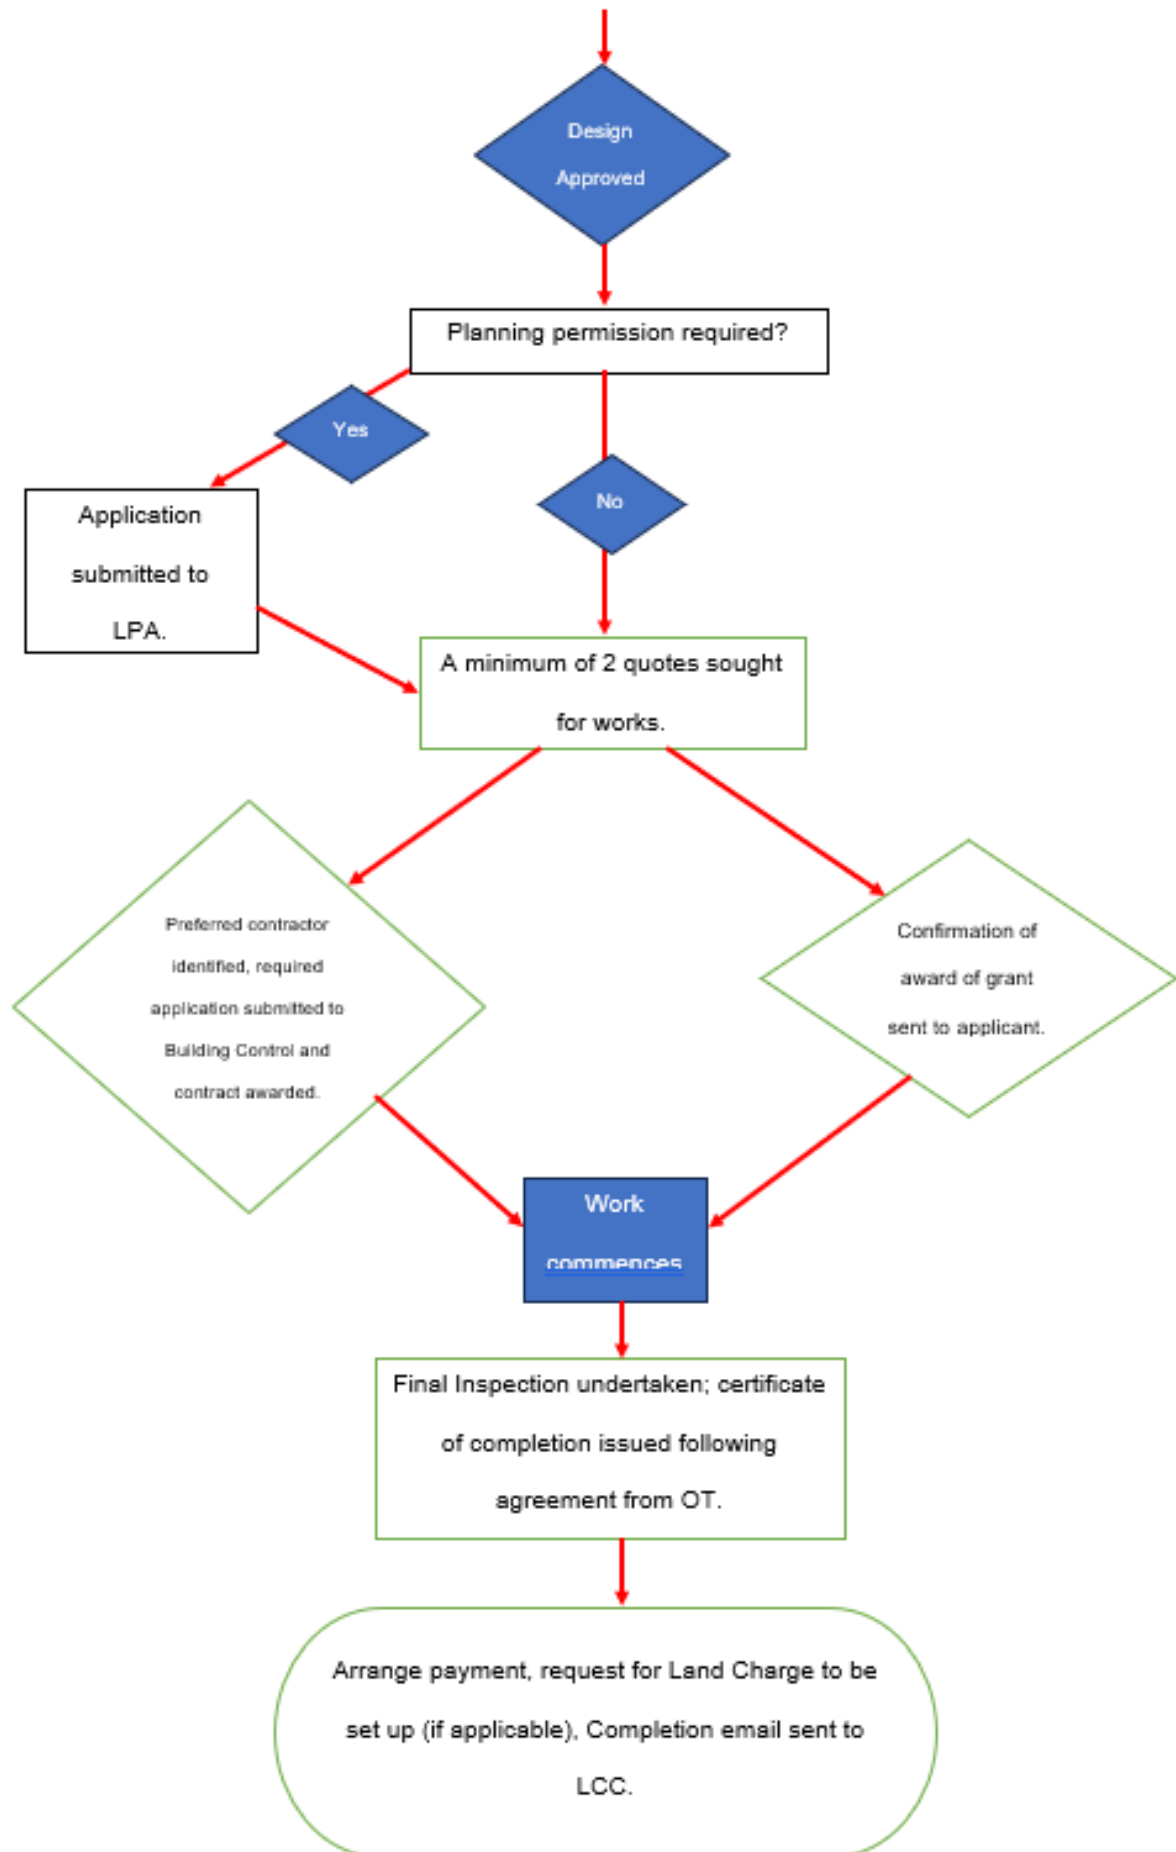 Design
Approved
Planning permission required?
Yes
No
Application
submitted to
LPA.
A minimum of 2 quotes sought
for works.
Preferred contractor
identified, required
application submitted to
Building Control and
contract awarded.
Confirmation of
award of grant
sent to applicant.
Work
commences
Final Inspection undertaken; certificate
of completion issued following
agreement from OT.
Arrange payment, request for Land Charge to be
set up (if applicable), Completion email sent to
LCC.